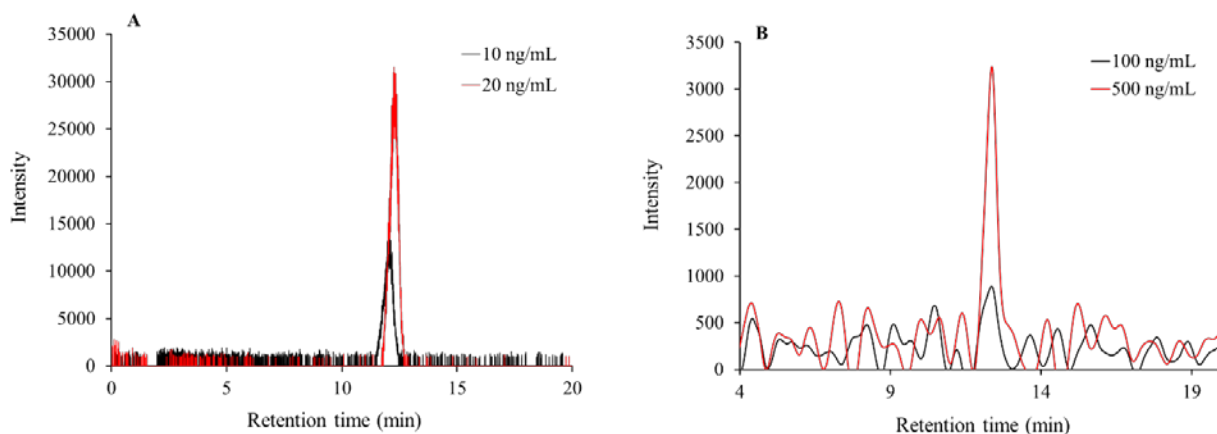 A
35000
30000
25000
20000
15000
10000
5000
0
Intensity
0 5 10 15 20
Retention time (min)
10 ng/mL
20 ng/mL
B
3500
3000
2500
2000
1500
1000
500
0
Intensity
4 9 14 19
Retention time (min)
100 ng/mL
500 ng/mL